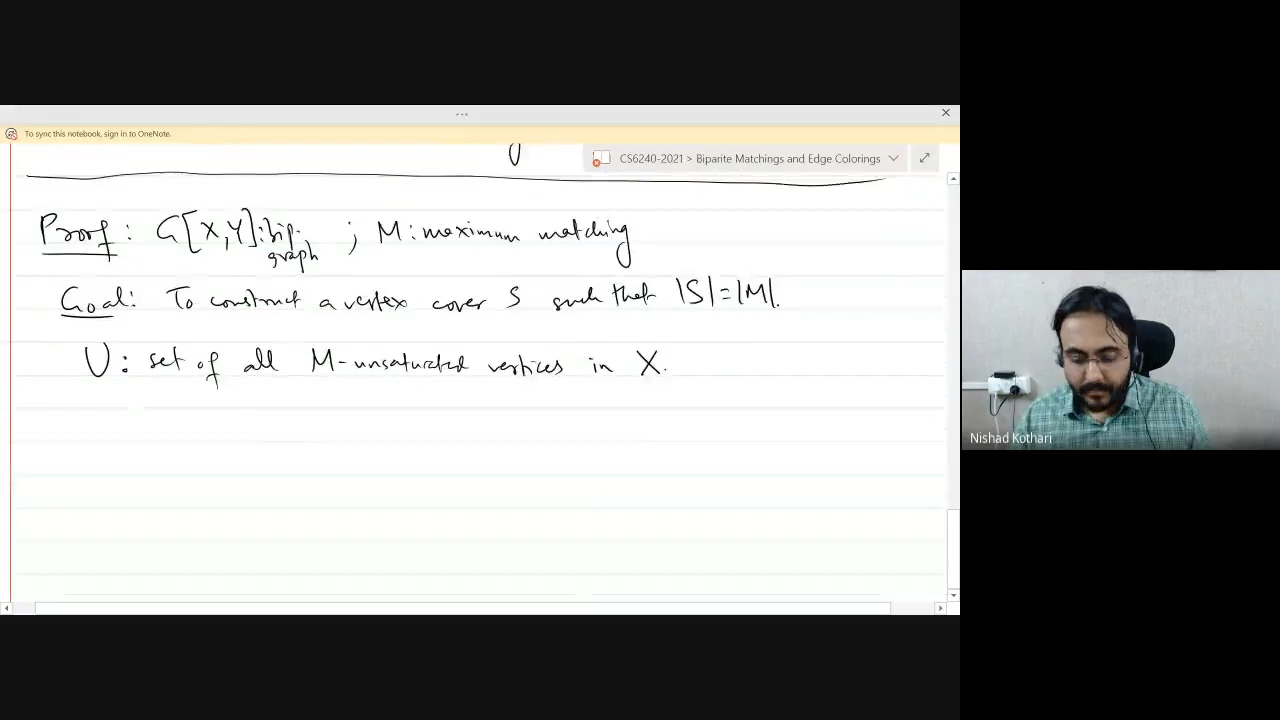 To sync this notebook, sign in to OneNote.
CS6240-2021 > Biparite Matchings and Edge Colorings
Proof: G[X,Y]: bip. graph ; M: maximum matching
Goal: To construct a vertex cover S such that |S|=|M|.
U: set of all M-unsaturated vertices in X.
Nishad Kothari